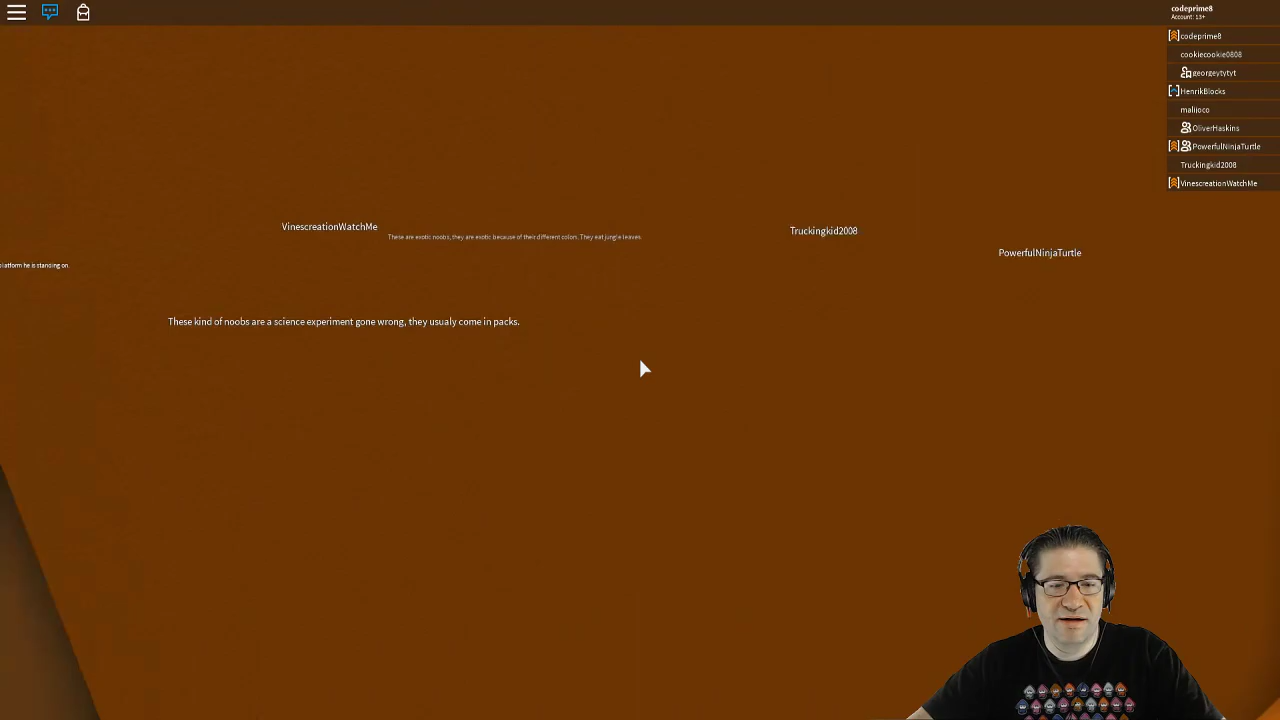 codeprime8
Account: 13+
codeprime8
cookiecookie0808
georgeytytyt
HenrikBlocks
malijoco
OliverHaskins
PowerfulNinjaTurtle
Truckingkid2008
VinescreationWatchMe
VinescreationWatchMe
Truckingkid2008
These are exotic noobs, they are exotic because of their different colors. They eat jungle leaves
PowerfulNinjaTurtle
platform he is standing on.
These kind of noobs are a science experiment gone wrong, they usualy come in packs.